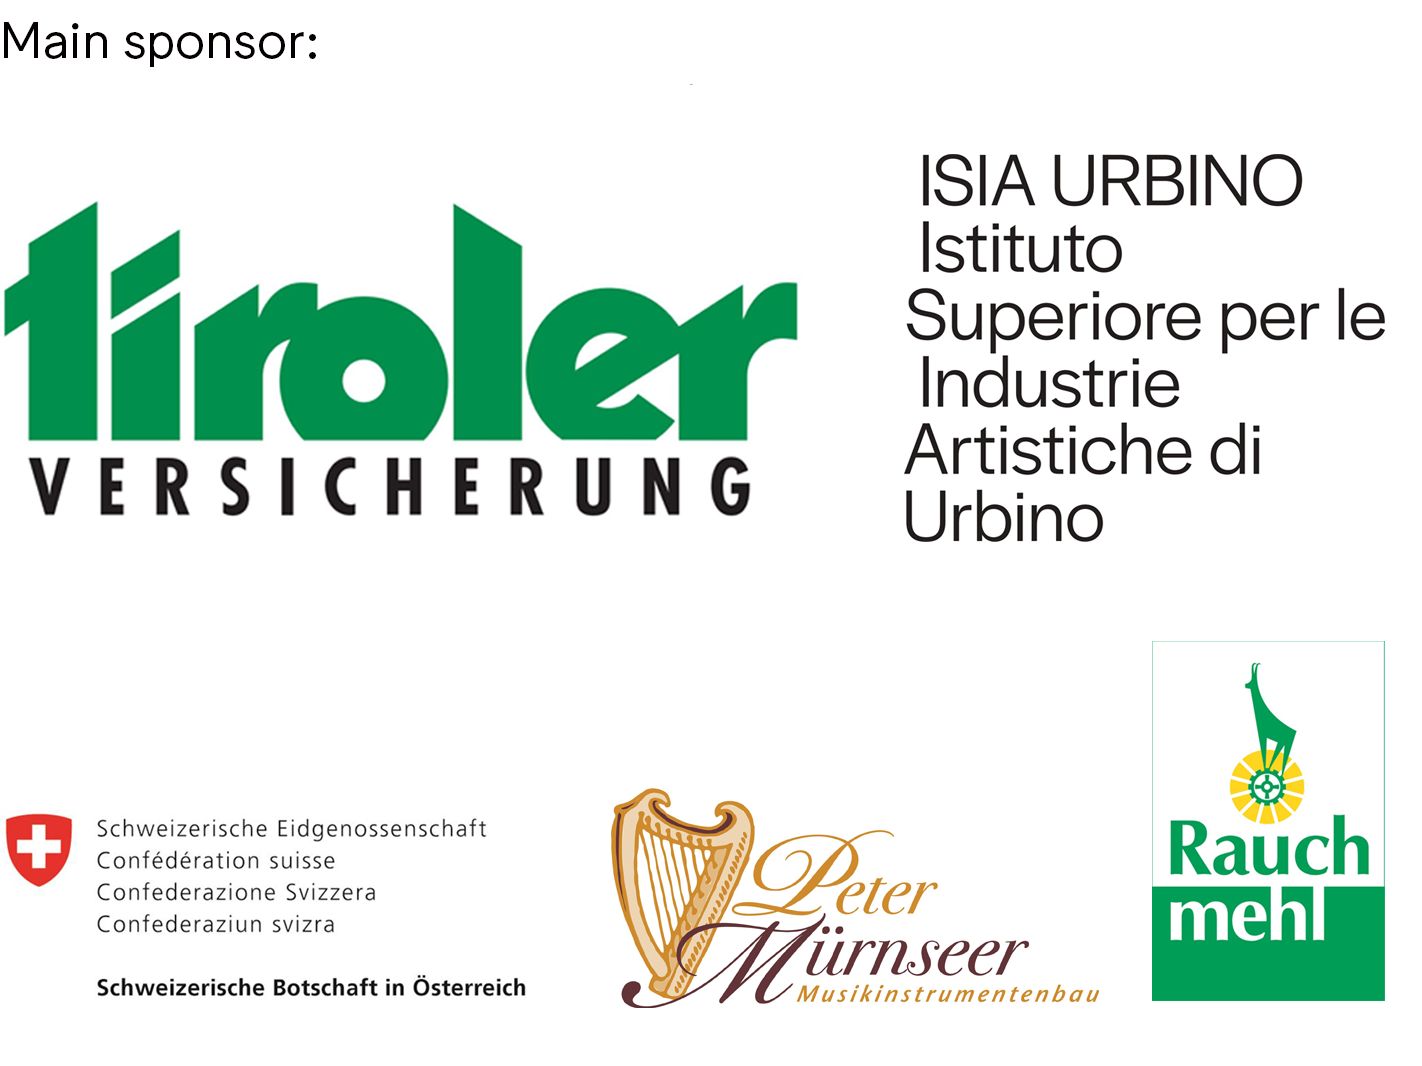 Main sponsor:
tiroler
VERSICHERUNG
ISIA URBINO
Istituto
Superiore per le
Industrie
Artistiche di
Urbino
Schweizerische Eidgenossenschaft
Confédération suisse
Confederazione Svizzera
Confederaziun svizra
Schweizerische Botschaft in Österreich
Peter
Mürnseer
Musikinstrumentenbau
Rauch
mehl